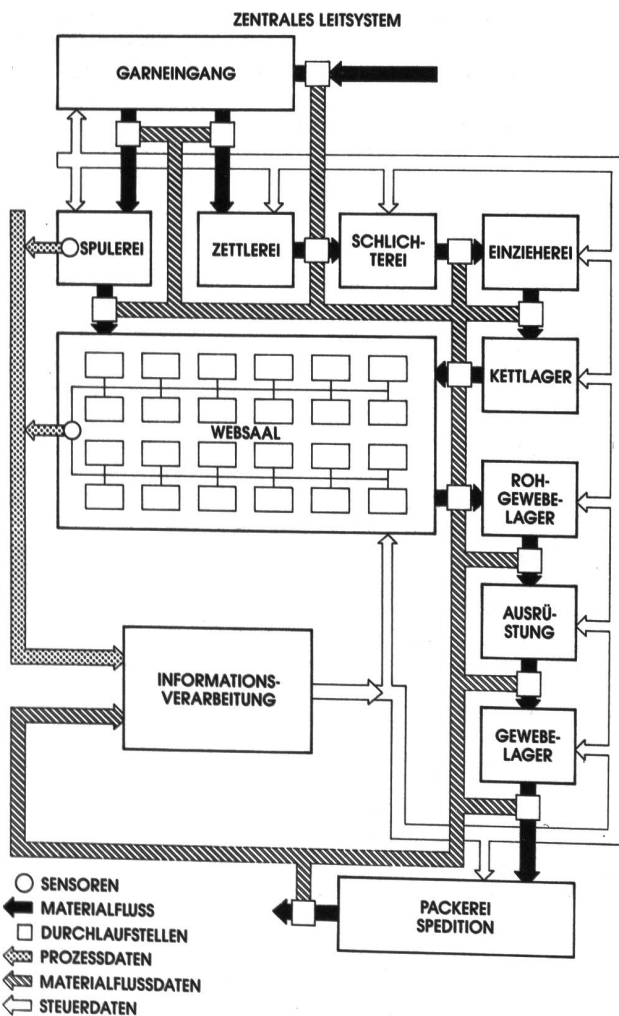 ZENTRALES LEITSYSTEM
GARNEINGANG
SPULEREI
ZETTLEREI
SCHLICH-
TEREI
EINZIEHEREI
KETTLAGER
WEBSAAL
ROH-
GEWEBE-
LAGER
AUSRÜ-
STUNG
INFORMATIONS-
VERARBEITUNG
GEWEBE-
LAGER
PACKEREI
SPEDITION
SENSOREN
MATERIALFLUSS
DURCHLAUFSTELLEN
PROZESSDATEN
MATERIALFLUSSDATEN
STEUERDATEN